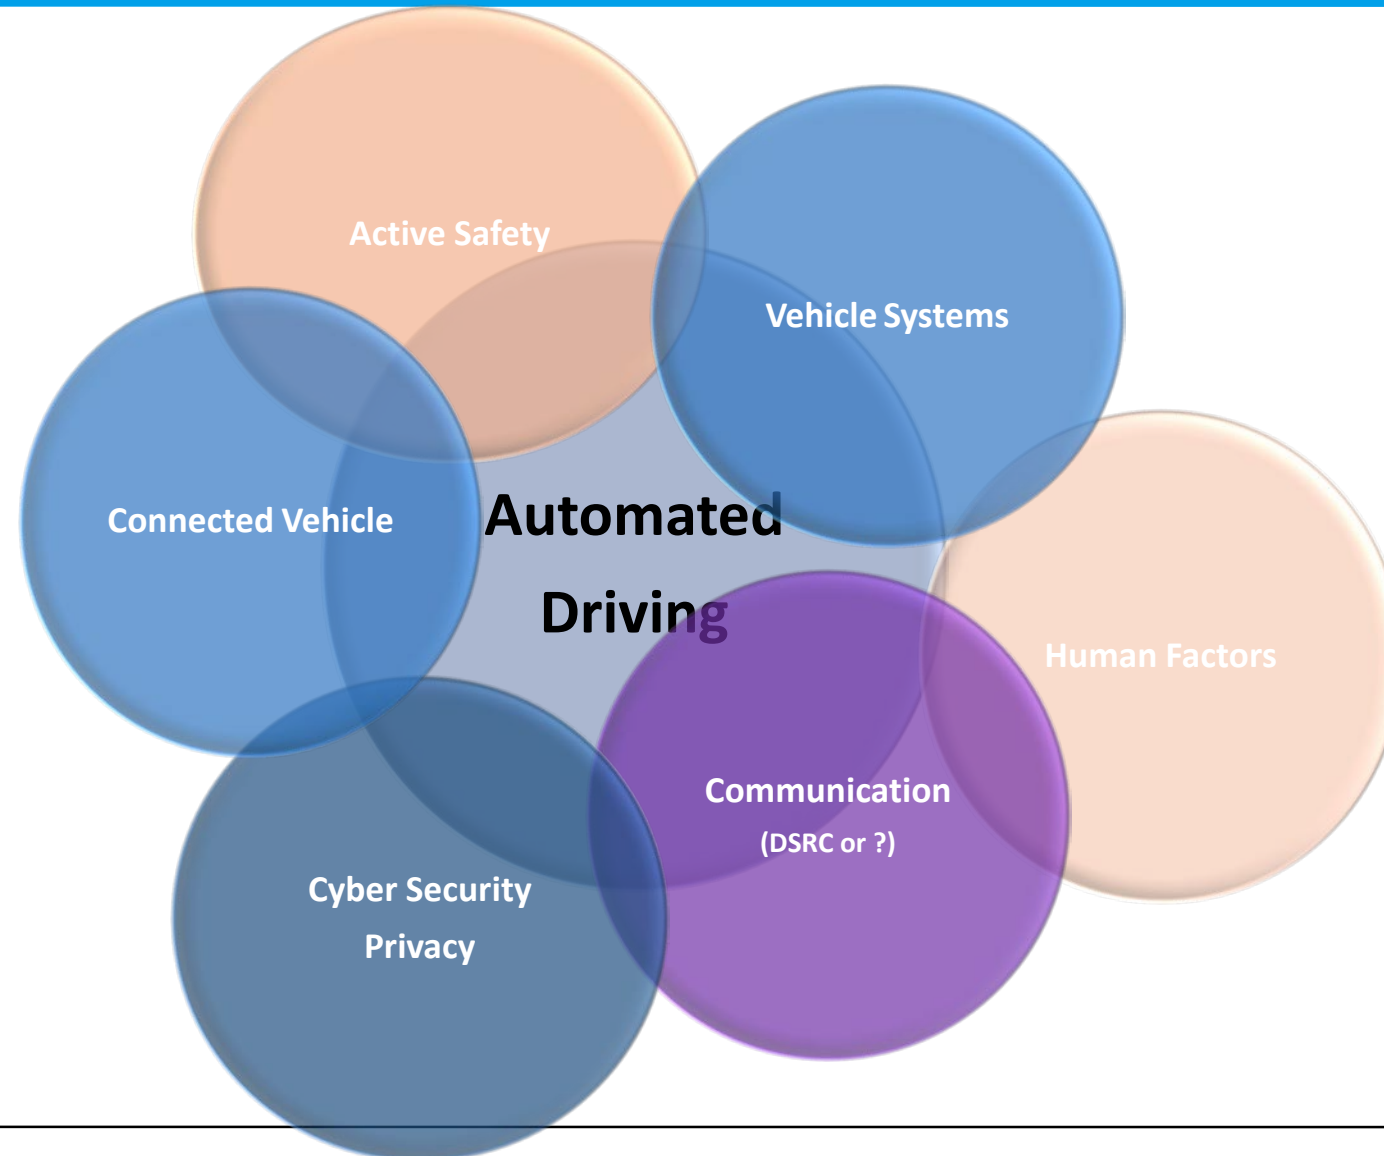 Active Safety
Vehicle Systems
Connected Vehicle
Automated
Driving
Human Factors
Communication
(DSRC or ?)
Cyber Security
Privacy